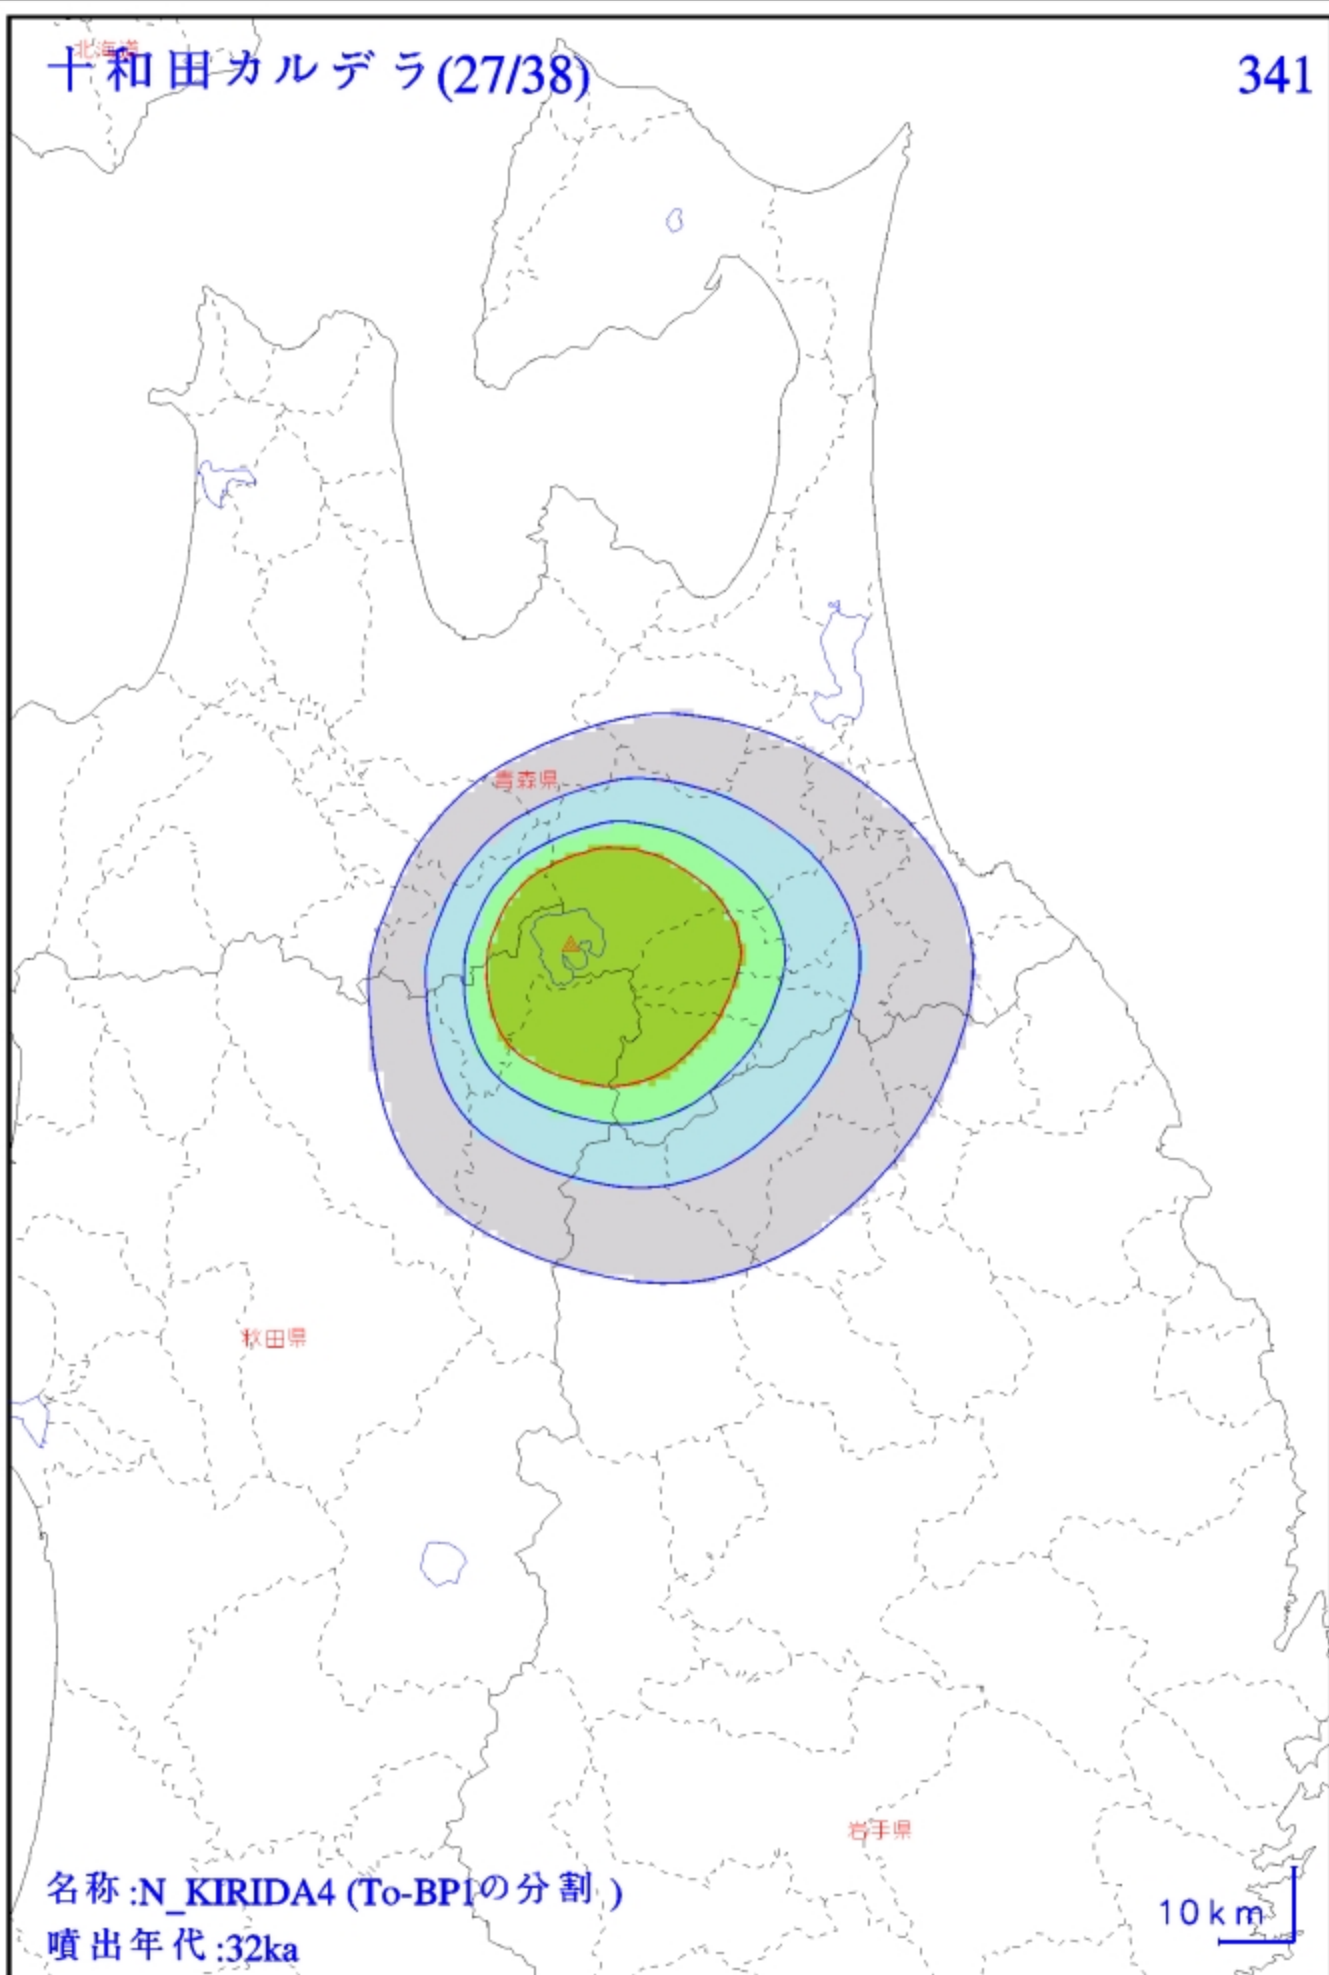 北海道
十和田カルデラ(27/38)
341
青森県
秋田県
岩手県
名称:N_KIRIDA4 (To-BP1の分割)
噴出年代:32ka
10km